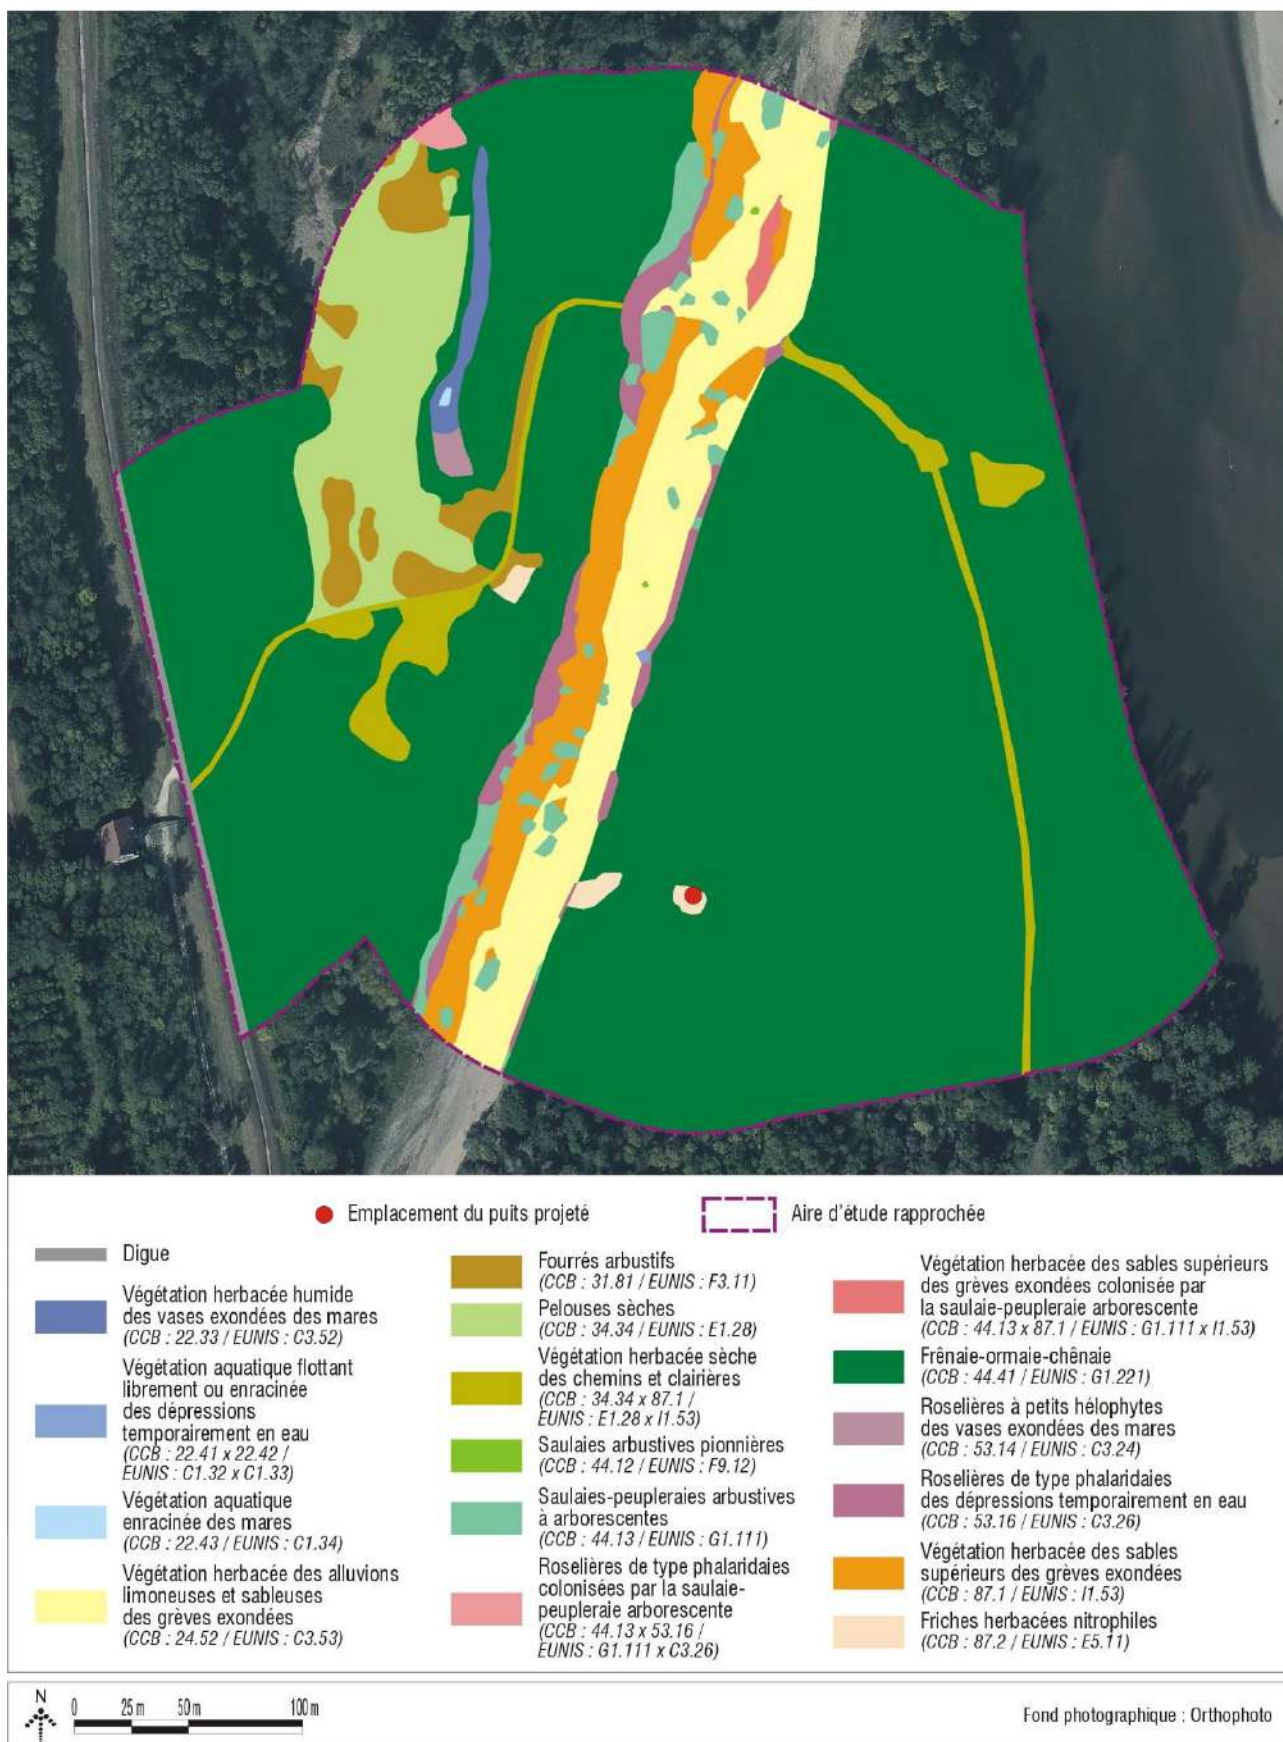 Emplacement du puits projeté
Aire d'étude rapprochée
Digue
Végétation herbacée humide
des vases exondées des mares
(CCB : 22.33 / EUNIS : C3.52)
Végétation aquatique flottant
librement ou enracinée
des dépressions
temporairement en eau
(CCB : 22.41 x 22.42 /
EUNIS : C1.32 x C1.33)
Végétation aquatique
enracinée des mares
(CCB : 22.43 / EUNIS : C1.34)
Végétation herbacée des alluvions
limoneuses et sableuses
des grèves exondées
(CCB : 24.52 / EUNIS : C3.53)
Fourrés arbustifs
(CCB : 31.81 / EUNIS : F3.11)
Pelouses sèches
(CCB : 34.34 / EUNIS : E1.28)
Végétation herbacée sèche
des chemins et clairières
(CCB : 34.34 x 87.1 /
EUNIS : E1.28 x I1.53)
Saulaies arbustives pionnières
(CCB : 44.12 / EUNIS : F9.12)
Saulaies-peupleraies arbustives
à arborescentes
(CCB : 44.13 / EUNIS : G1.111)
Roselières de type phalaridaies
colonisées par la saulaie-
peupleraie arborescente
(CCB : 44.13 x 53.16 /
EUNIS : G1.111 x C3.26)
Végétation herbacée des sables supérieurs
des grèves exondées colonisée par
la saulaie-peupleraie arborescente
(CCB : 44.13 x 87.1 / EUNIS : G1.111 x I1.53)
Frênaie-ormaie-chênaie
(CCB : 44.41 / EUNIS : G1.221)
Roselières à petits hélophytes
des vases exondées des mares
(CCB : 53.14 / EUNIS : C3.24)
Roselières de type phalaridaies
des dépressions temporairement en eau
(CCB : 53.16 / EUNIS : C3.26)
Végétation herbacée des sables
supérieurs des grèves exondées
(CCB : 87.1 / EUNIS : I1.53)
Friches herbacées nitrophiles
(CCB : 87.2 / EUNIS : E5.11)
N
0 25 m 50 m 100 m
Fond photographique : Orthophoto